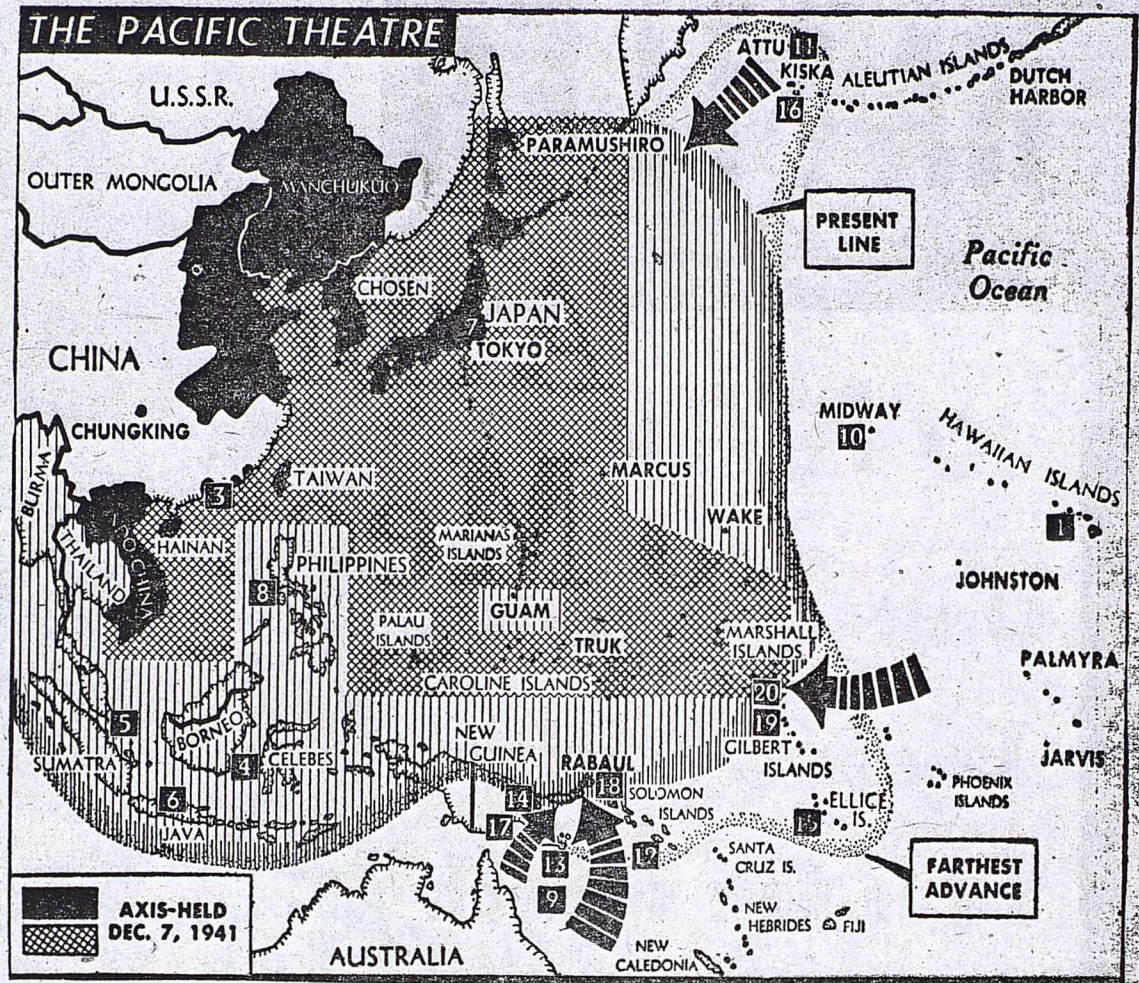 THE PACIFIC THEATRE
ATTU 11
KISKA
16
ALEUTIAN ISLANDS
DUTCH
HARBOR
U.S.S.R.
PARAMUSHIRO
OUTER MONGOLIA
MANCHUKUO
PRESENT
LINE
Pacific
Ocean
CHOSEN
7
JAPAN
TOKYO
CHINA
CHUNGKING
MIDWAY
10
HAWAIIAN ISLANDS
1
BURMA
3
TAIWAN
MARCUS
WAKE
THAILAND
INDO CHINA
HAINAN
MARIANAS
ISLANDS
PHILIPPINES
8
GUAM
JOHNSTON
PALAU
ISLANDS
TRUK
MARSHALL
ISLANDS
PALMYRA
CAROLINE ISLANDS
20
19
5
BORNEO
4
CELEBES
SUMATRA
6
JAVA
NEW
GUINEA
RABAUL
18
SOLOMON
ISLANDS
GILBERT
ISLANDS
JARVIS
PHOENIX
ISLANDS
14
17
13
9
12
15
ELLICE
IS.
SANTA
CRUZ IS.
FARTHEST
ADVANCE
NEW
HEBRIDES
FIJI
NEW
CALEDONIA
AUSTRALIA
AXIS-HELD
DEC. 7, 1941